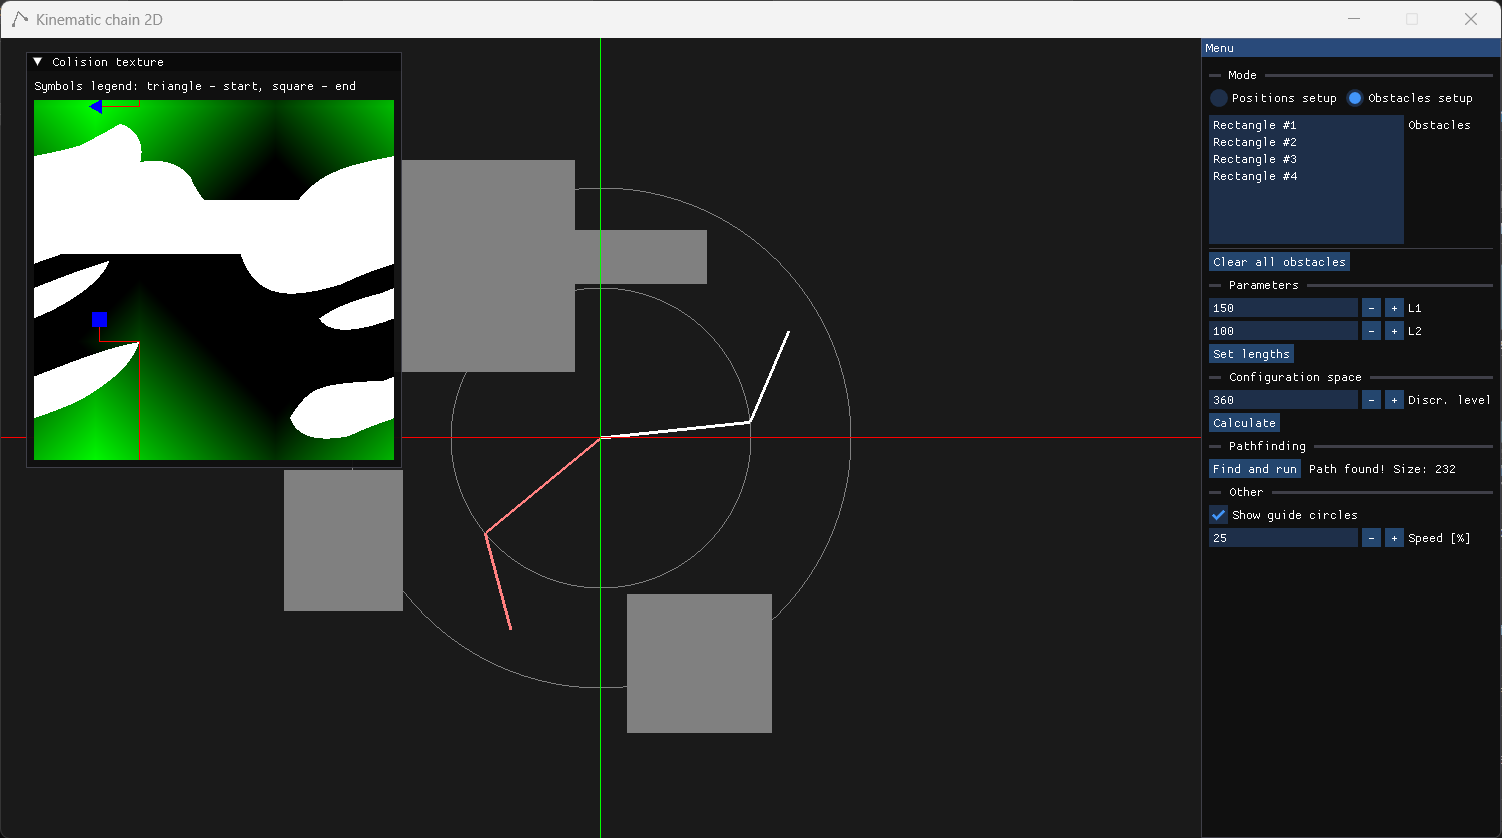 Kinematic chain 2D
Colision texture
Symbols legend: triangle - start, square - end
Menu
Mode
Positions setup
Obstacles setup
Rectangle #1
Rectangle #2
Rectangle #3
Rectangle #4
Obstacles
Clear all obstacles
Parameters
150 - + L1
100 - + L2
Set lengths
Configuration space
360 - + Discr. level
Calculate
Pathfinding
Find and run Path found! Size: 232
Other
Show guide circles
25 - + Speed [%]